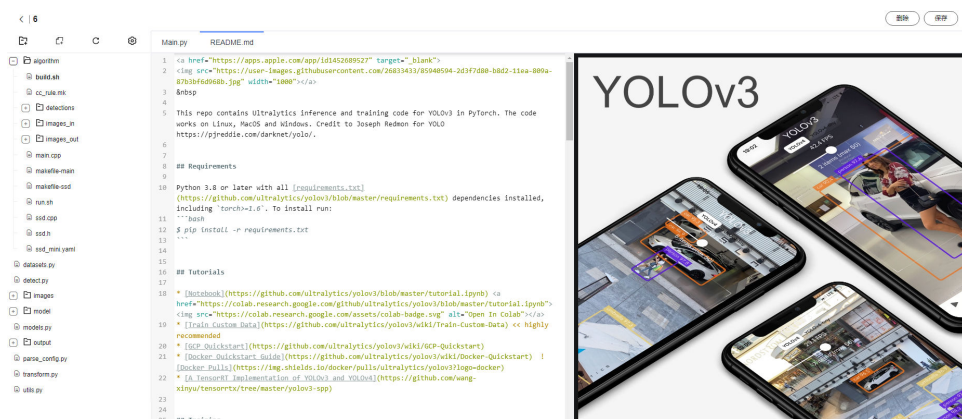 < | 6
删除
保存
Main.py
README.md
algorithm
build.sh
cc_rule.mk
detections
images_in
images_out
main.cpp
makefile-main
makefile-ssd
run.sh
ssd.cpp
ssd.h
ssd_mini.yaml
datasets.py
detect.py
images
model
models.py
output
parse_config.py
transform.py
utils.py
1 <a href="https://apps.apple.com/app/id1452689527" target="_blank">
2 <img src="https://user-images.githubusercontent.com/26833433/85940594-2d3f7d80-b8d2-11ea-809a-
87b3bf6d968b.jpg" width="1000"></a>
3 &nbsp
4
5 This repo contains Ultralytics inference and training code for YOLOv3 in PyTorch. The code
works on Linux, MacOS and Windows. Credit to Joseph Redmon for YOLO
https://pjreddie.com/darknet/yolo/.
6
7
8 ## Requirements
9
10 Python 3.8 or later with all [requirements.txt]
(https://github.com/ultralytics/yolov3/blob/master/requirements.txt) dependencies installed,
including `torch>=1.6`. To install run:
11 ```bash
12 $ pip install -r requirements.txt
13 ```
14
15
16 ## Tutorials
17
18 * [Notebook](https://github.com/ultralytics/yolov3/blob/master/tutorial.ipynb) <a
href="https://colab.research.google.com/github/ultralytics/yolov3/blob/master/tutorial.ipynb">
<img src="https://colab.research.google.com/assets/colab-badge.svg" alt="Open In Colab"></a>
19 * [Train Custom Data](https://github.com/ultralytics/yolov3/wiki/Train-Custom-Data) << highly
recommended
20 * [GCP Quickstart](https://github.com/ultralytics/yolov3/wiki/GCP-Quickstart)
21 * [Docker Quickstart Guide](https://github.com/ultralytics/yolov3/wiki/Docker-Quickstart) !
[Docker Pulls](https://img.shields.io/docker/pulls/ultralytics/yolov3?logo=docker)
22 * [A TensorRT Implementation of YOLOv3 and YOLOv4](https://github.com/wang-
xinyu/tensorrtx/tree/master/yolov3-spp)
23
24
YOLOv3
19:02
YOLOv3
42.4 FPS
2 items (max 50)